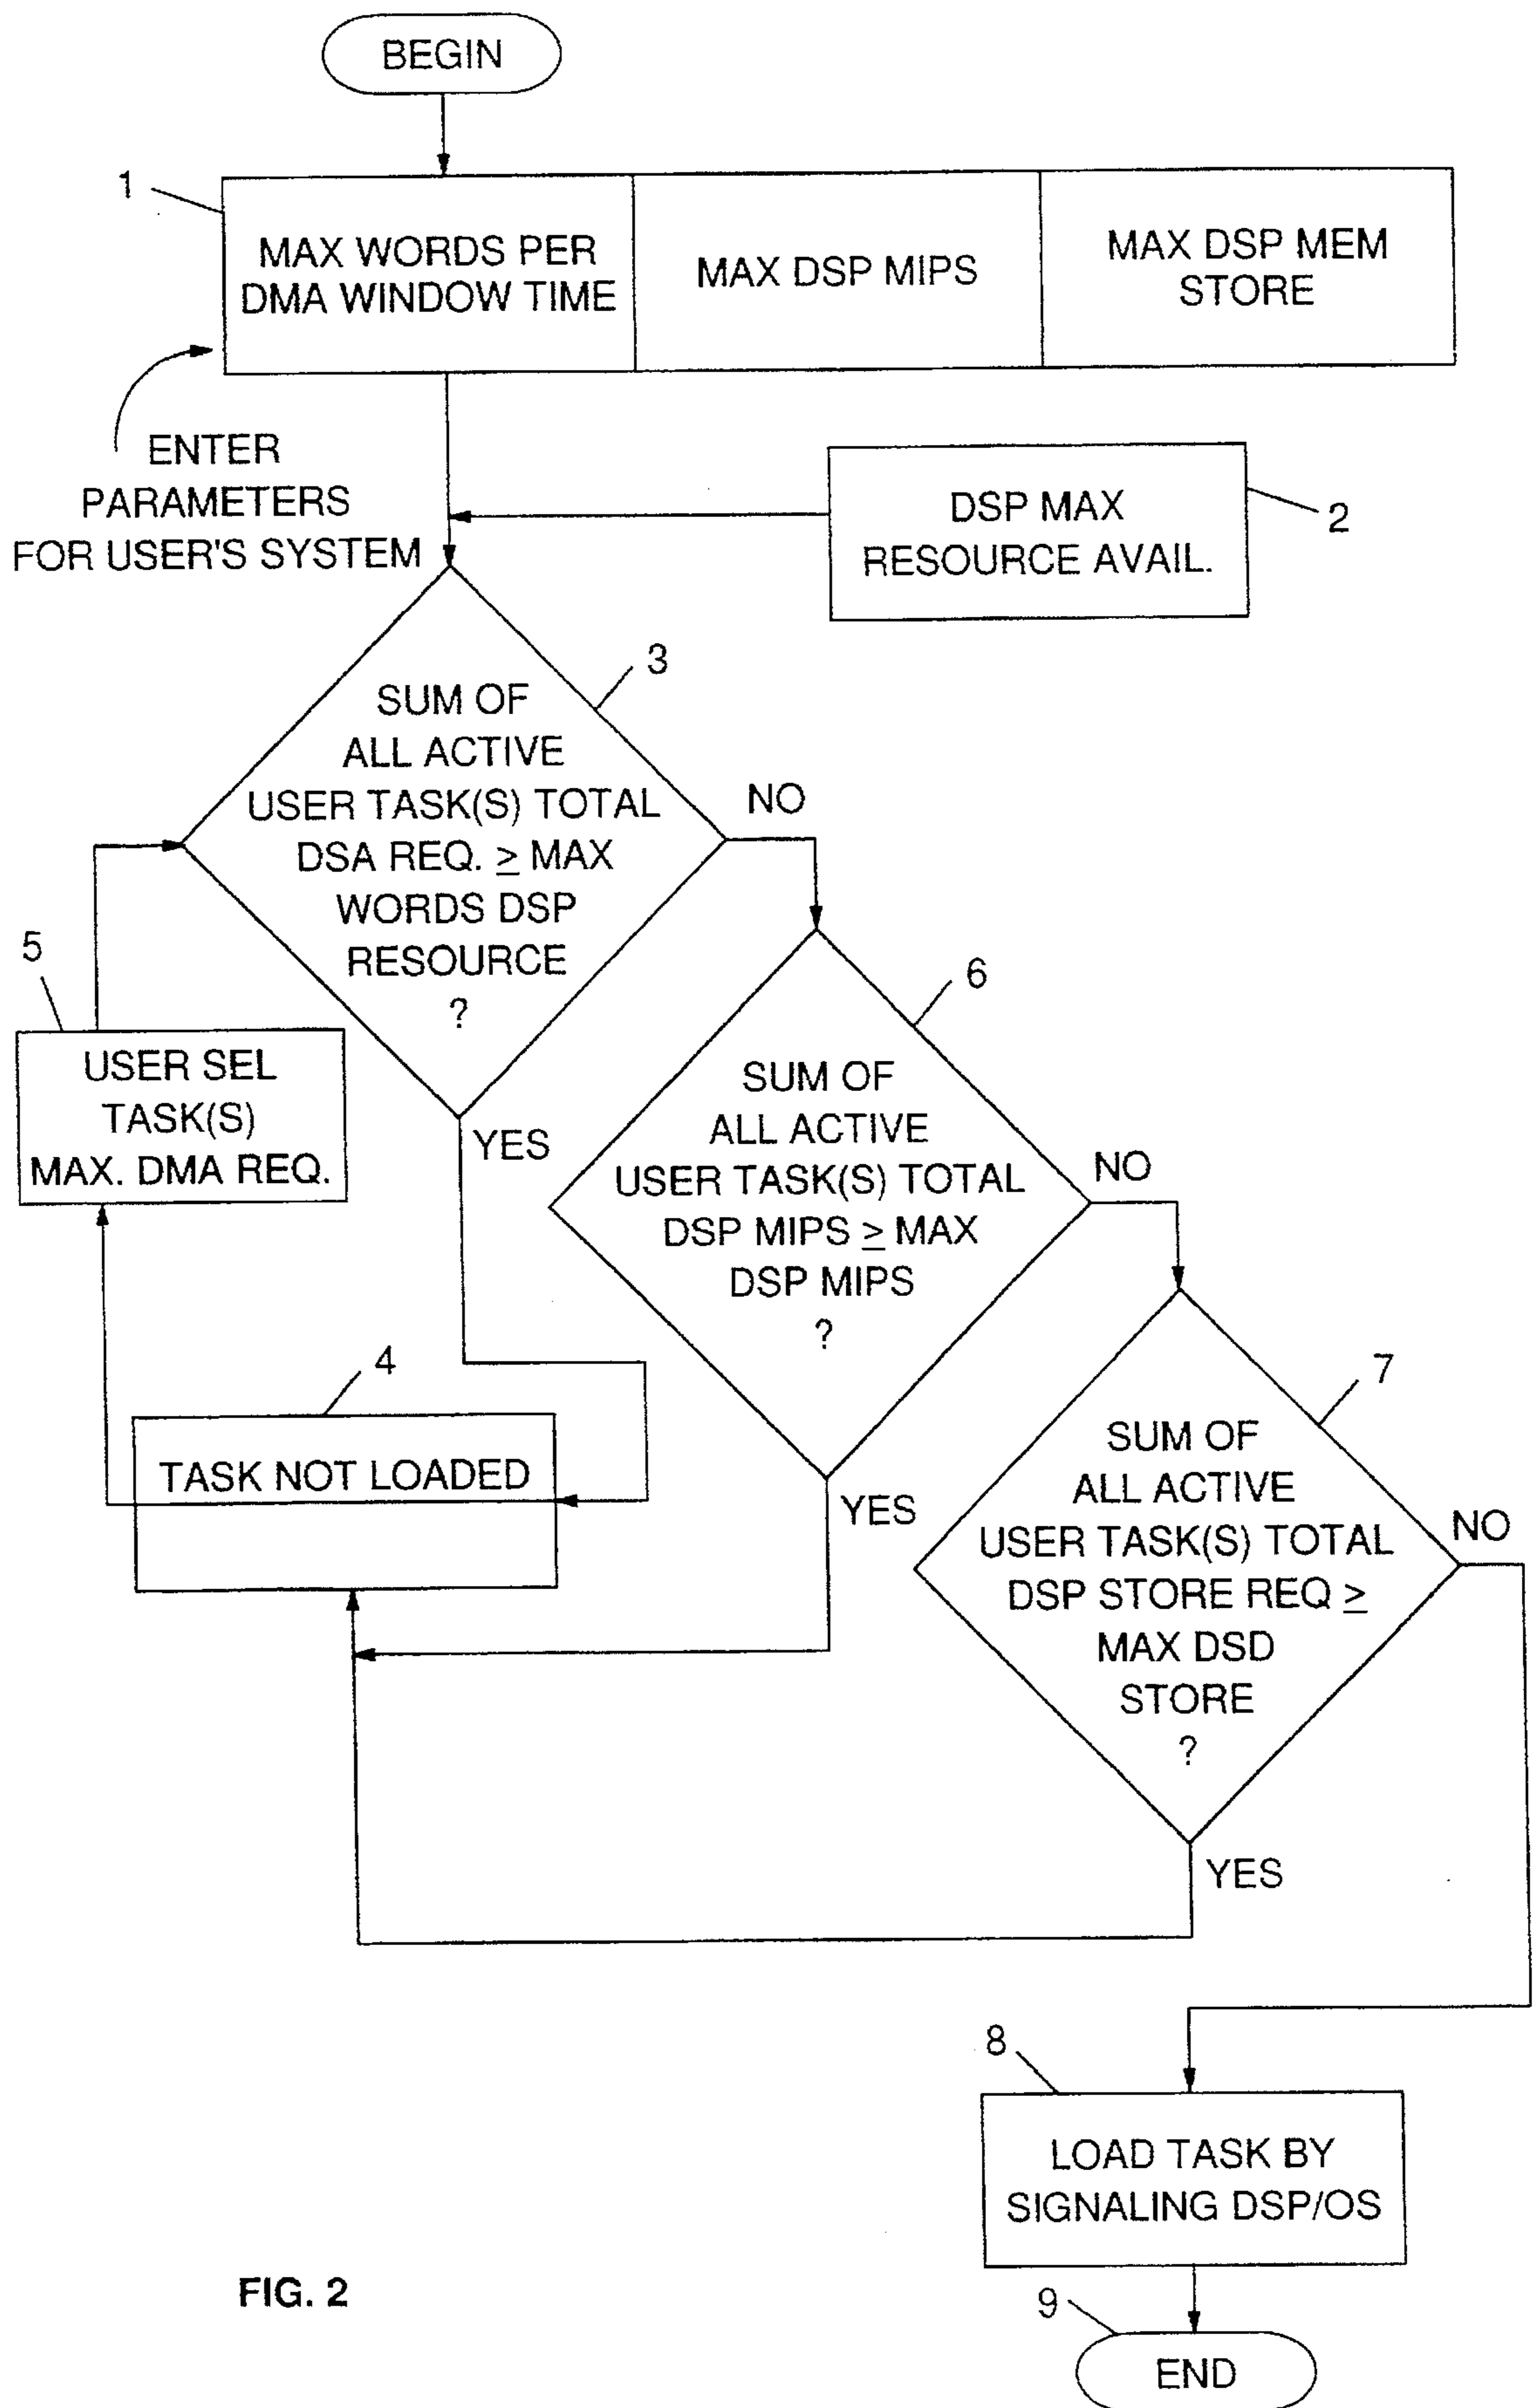 BEGIN
1
MAX WORDS PER
DMA WINDOW TIME
MAX DSP MIPS
MAX DSP MEM
STORE
ENTER
PARAMETERS
FOR USER'S SYSTEM
DSP MAX
RESOURCE AVAIL.
2
3
SUM OF
ALL ACTIVE
USER TASK(S) TOTAL
DSA REQ. ≥ MAX
WORDS DSP
RESOURCE
?
NO
YES
5
USER SEL
TASK(S)
MAX. DMA REQ.
6
SUM OF
ALL ACTIVE
USER TASK(S) TOTAL
DSP MIPS ≥ MAX
DSP MIPS
?
NO
YES
4
TASK NOT LOADED
7
SUM OF
ALL ACTIVE
USER TASK(S) TOTAL
DSP STORE REQ ≥
MAX DSD
STORE
?
NO
YES
8
LOAD TASK BY
SIGNALING DSP/OS
9
END
FIG. 2